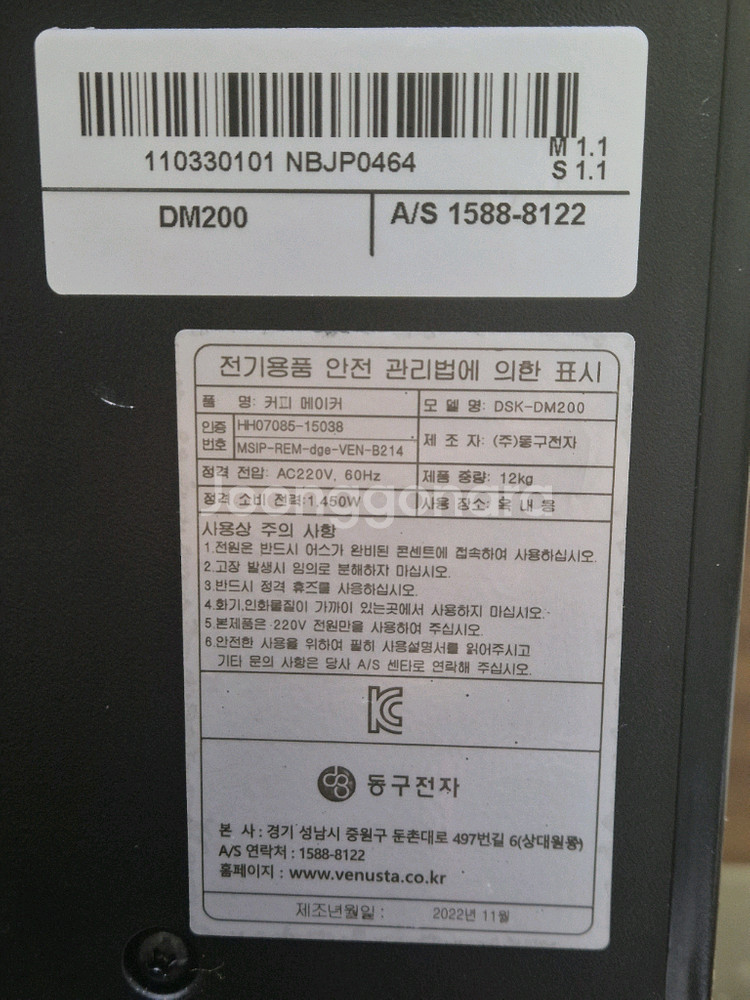 110330101 NBJP0464
M 1.1
S 1.1
DM200
A/S 1588-8122
전기용품 안전 관리법에 의한 표시
품 명: 커피 메이커
모 델 명: DSK-DM200
인증 번호
HH07085-15038
MSIP-REM-dge-VEN-B214
제 조 자: (주)동구전자
정격 전압: AC220V, 60Hz
제품 중량: 12kg
정격 소비 전력:1,450W
사용 장소: 옥 내 용
Joonggonara
사용상 주의 사항
1.전원은 반드시 어스가 완비된 콘센트에 접속하여 사용하십시오.
2.고장 발생시 임의로 분해하자 마십시오.
3.반드시 정격 휴즈를 사용하십시오.
4.화기,인화물질이 가까이 있는곳에서 사용하지 마십시오.
5.본제품은 220V 전원만을 사용하여 주십시오.
6.안전한 사용을 위하여 필히 사용설명서를 읽어주시고
기타 문의 사항은 당사 A/S 센타로 연락해 주십시오.
KC
dg 동구전자
본 사 : 경기 성남시 중원구 둔촌대로 497번길 6(상대원동)
A/S 연락처 : 1588-8122
홈페이지 : www.venusta.co.kr
제조년월일 : 2022년 11월